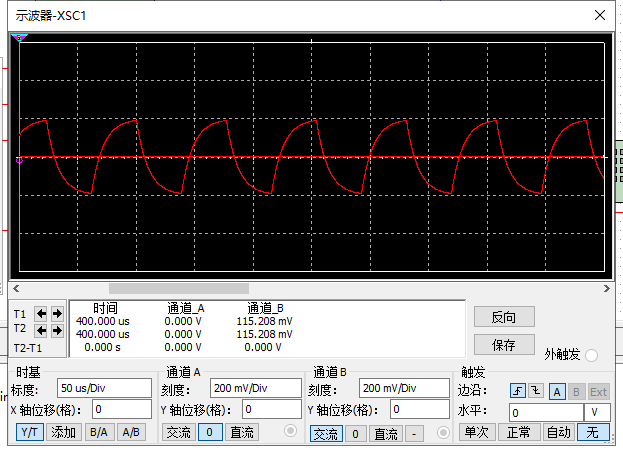 示波器-XSC1
T1
T2
T2-T1
时间 通道_A 通道_B
400.000 us 0.000 V 115.208 mV
400.000 us 0.000 V 115.208 mV
0.000 s 0.000 V 0.000 V
反向
保存
外触发
时基
标度： 50 us/Div
X 轴位移(格)： 0
Y/T 添加 B/A A/B
通道 A
刻度： 200 mV/Div
Y 轴位移(格)： 0
交流 0 直流
通道 B
刻度： 200 mV/Div
Y 轴位移(格)： 0
交流 0 直流 -
触发
边沿： A B Ext
水平： 0 V
单次 正常 自动 无